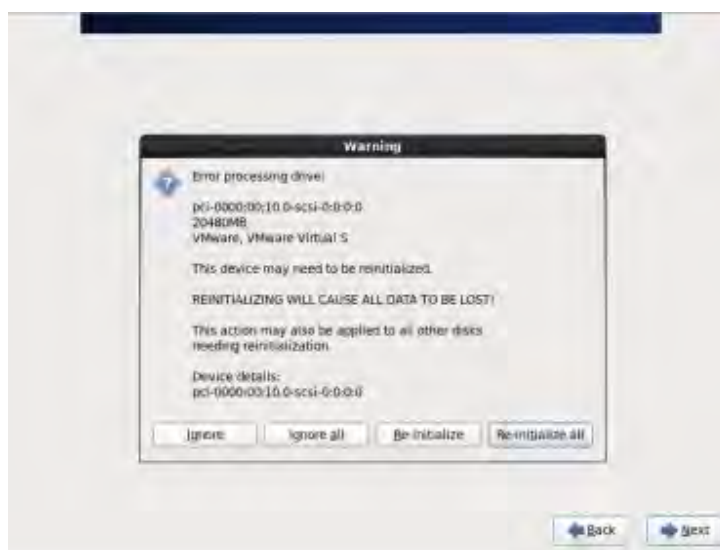 Warning
Error processing drive:
pci-0000:00:10.0-scsi-0:0:0:0
20480MB
VMware, VMware Virtual S
This device may need to be reinitialized.
REINITIALIZING WILL CAUSE ALL DATA TO BE LOST!
This action may also be applied to all other disks
needing reinitialization.
Device details:
pci-0000:00:10.0-scsi-0:0:0:0
Ignore
Ignore all
Re-initialize
Re-initialize all
Back
Next